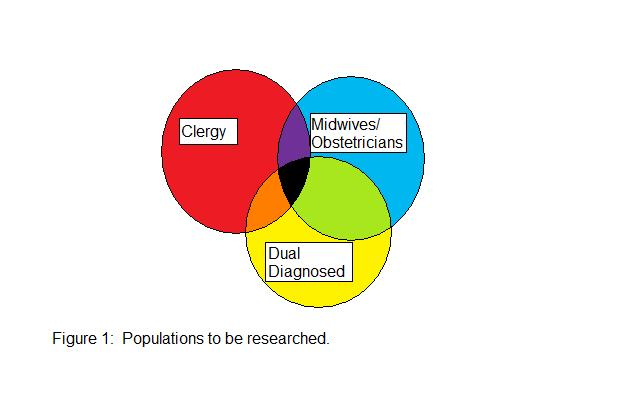 Clergy
Midwives/
Obstetricians
Dual
Diagnosed
Figure 1:  Populations to be researched.